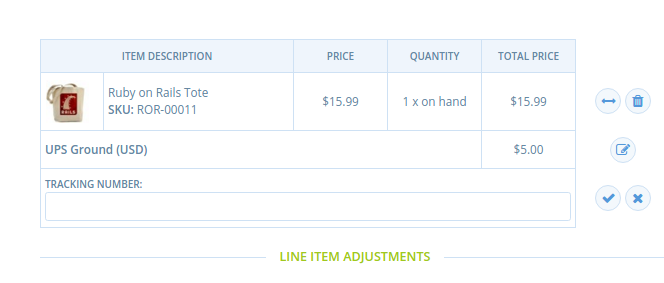 ITEM DESCRIPTION PRICE QUANTITY TOTAL PRICE
RAILS
Ruby on Rails Tote
SKU: ROR-00011
$15.99 1 x on hand $15.99
UPS Ground (USD) $5.00
TRACKING NUMBER:
LINE ITEM ADJUSTMENTS